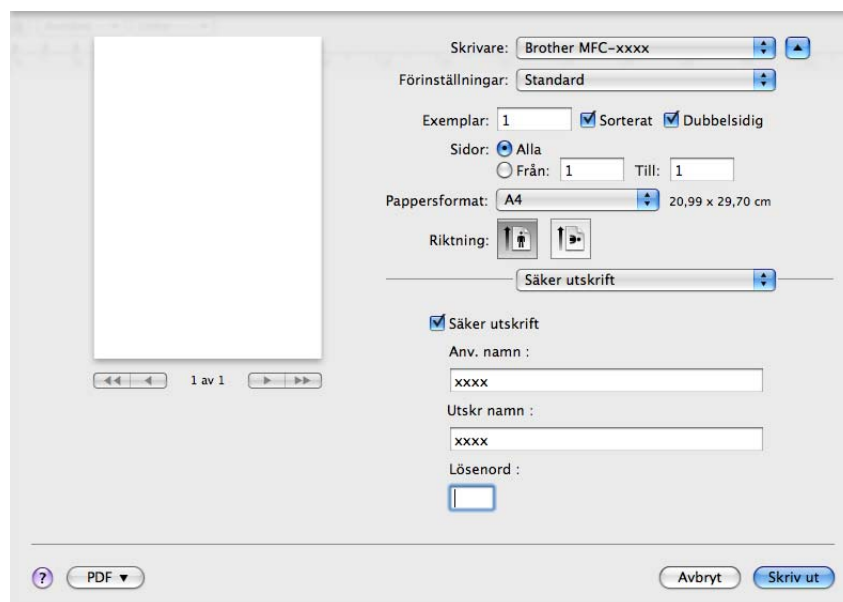 Skrivare: Brother MFC-xxxx
Förinställningar: Standard
Exemplar: 1 Sorterat Dubbelsidig
Sidor: Alla
Från: 1 Till: 1
Pappersformat: A4 20,99 x 29,70 cm
Riktning:
Säker utskrift
Säker utskrift
Anv. namn :
xxxx
Utskr namn :
xxxx
Lösenord :
1 av 1
? PDF Avbryt Skriv ut